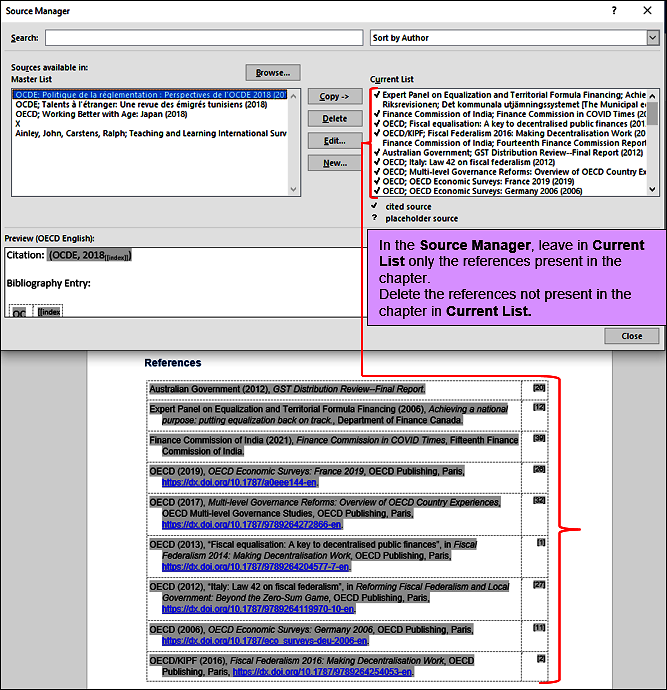 Source Manager
Search:
Sort by Author
Sources available in:
Master List
Browse...
Current List
OCDE; Politique de la réglementation : Perspectives de l'OCDE 2018 (201
OCDE; Talents à l'étranger: Une revue des émigrés tunisiens (2018)
OECD; Working Better with Age: Japan (2018)
X
Ainley, John, Carstens, Ralph; Teaching and Learning International Surv
Copy ->
Delete
Edit...
New...
Expert Panel on Equalization and Territorial Formula Financing; Achie
Riksrevisionen; Det kommunala utjämningssystemet [The Municipal e
Finance Commission of India; Finance Commission in COVID Times (2
OECD; Fiscal equalisation: A key to decentralised public finances (201
OECD/KIPF; Fiscal Federalism 2016: Making Decentralisation Work (20
Finance Commission of India; Fourteenth Finance Commission Report
Australian Government; GST Distribution Review--Final Report (2012)
OECD; Italy: Law 42 on fiscal federalism (2012)
OECD; Multi-level Governance Reforms: Overview of OECD Country Ex
OECD; OECD Economic Surveys: France 2019 (2019)
OECD; OECD Economic Surveys: Germany 2006 (2006)
cited source
? placeholder source
Preview (OECD English):
Citation: (OCDE, 2018[[index]])
Bibliography Entry:
OC [[index
In the Source Manager, leave in Current
List only the references present in the
chapter.
Delete the references not present in the
chapter in Current List.
Close
References
Australian Government (2012), GST Distribution Review--Final Report. [20]
Expert Panel on Equalization and Territorial Formula Financing (2006), Achieving a national [12]
purpose: putting equalization back on track., Department of Finance Canada.
Finance Commission of India (2021), Finance Commission in COVID Times, Fifteenth Finance [39]
Commission of India.
OECD (2019), OECD Economic Surveys: France 2019, OECD Publishing, Paris, [26]
https://dx.doi.org/10.1787/a0eee144-en.
OECD (2017), Multi-level Governance Reforms: Overview of OECD Country Experiences, [32]
OECD Multi-level Governance Studies, OECD Publishing, Paris,
https://dx.doi.org/10.1787/9789264272866-en.
OECD (2013), "Fiscal equalisation: A key to decentralised public finances", in Fiscal [1]
Federalism 2014: Making Decentralisation Work, OECD Publishing, Paris,
https://dx.doi.org/10.1787/9789264204577-7-en.
OECD (2012), "Italy: Law 42 on fiscal federalism", in Reforming Fiscal Federalism and Local [27]
Government: Beyond the Zero-Sum Game, OECD Publishing, Paris,
https://dx.doi.org/10.1787/9789264119970-10-en.
OECD (2006), OECD Economic Surveys: Germany 2006, OECD Publishing, Paris, [11]
https://dx.doi.org/10.1787/eco_surveys-deu-2006-en.
OECD/KIPF (2016), Fiscal Federalism 2016: Making Decentralisation Work, OECD [2]
Publishing, Paris, https://dx.doi.org/10.1787/9789264254053-en.